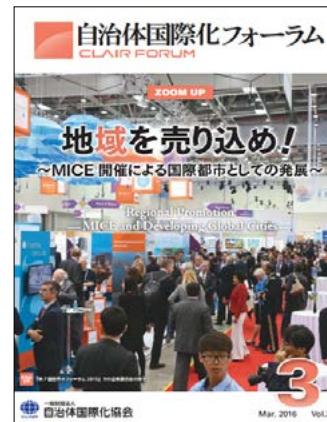 自治体国際化フォーラム
CLAIR FORUM
ZOOM UP
地域を売り込め!
~MICE 開催による国際都市としての発展~
Regional Promotion
—MICE and Developing Global Cities—
3
一般財団法人
自治体国際化協会
Mar. 2016 Vol.